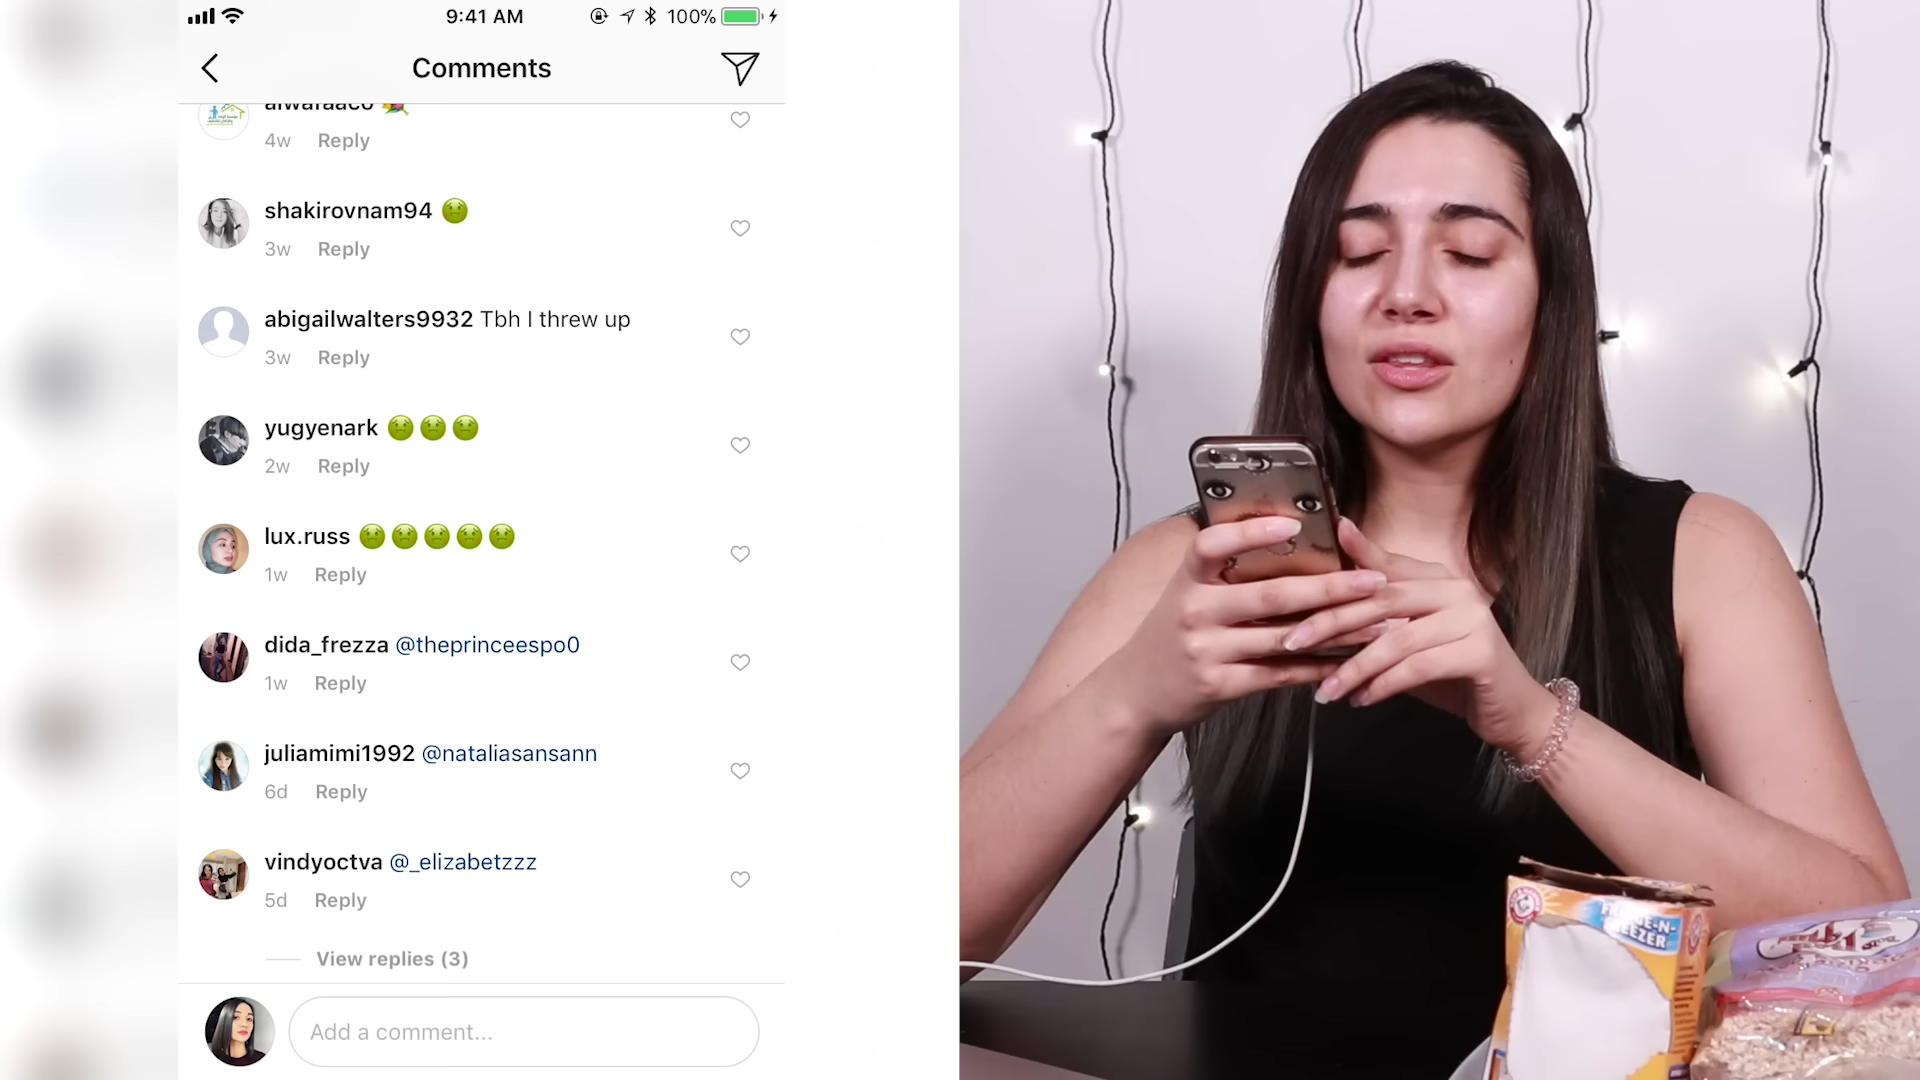 9:41 AM
100%
Comments
alwafaaco
4w Reply
shakirovnam94 🤢
3w Reply
abigailwalters9932 Tbh I threw up
3w Reply
yugyenark 🤢 🤢 🤢
2w Reply
lux.russ 🤢 🤢 🤢 🤢 🤢
1w Reply
dida_frezza @theprinceespo0
1w Reply
juliamimi1992 @nataliasansann
6d Reply
vindyoctva @_elizabetzzz
5d Reply
View replies (3)
Add a comment...